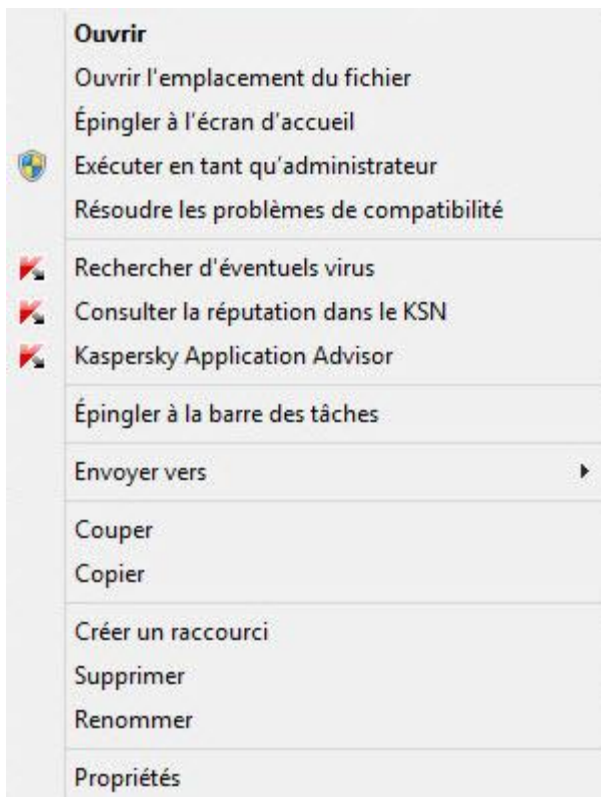 Ouvrir
Ouvrir l'emplacement du fichier
Épingler à l'écran d'accueil
Exécuter en tant qu'administrateur
Résoudre les problèmes de compatibilité
Rechercher d'éventuels virus
Consulter la réputation dans le KSN
Kaspersky Application Advisor
Épingler à la barre des tâches
Envoyer vers
Couper
Copier
Créer un raccourci
Supprimer
Renommer
Propriétés